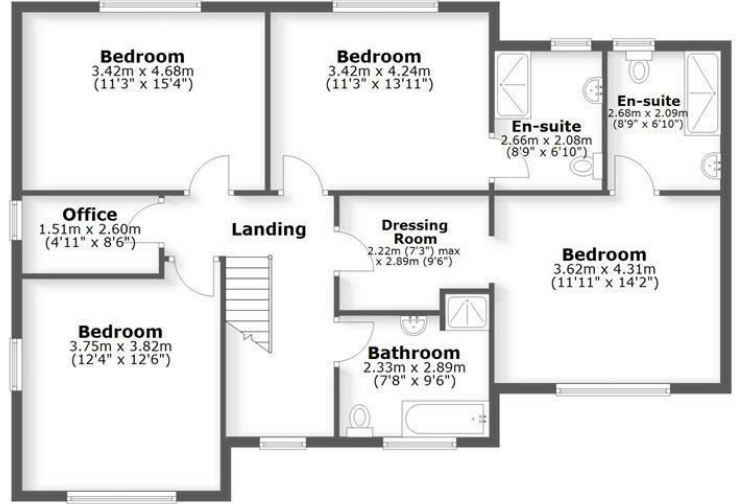 Bedroom
3.42m x 4.68m
(11'3" x 15'4")
Bedroom
3.42m x 4.24m
(11'3" x 13'11")
En-suite
2.66m x 2.08m
(8'9" x 6'10")
En-suite
2.68m x 2.09m
(8'9" x 6'10")
Office
1.51m x 2.60m
(4'11" x 8'6")
Landing
Dressing
Room
2.22m (7'3") max
x 2.89m (9'6")
Bedroom
3.62m x 4.31m
(11'11" x 14'2")
Bedroom
3.75m x 3.82m
(12'4" x 12'6")
Bathroom
2.33m x 2.89m
(7'8" x 9'6")